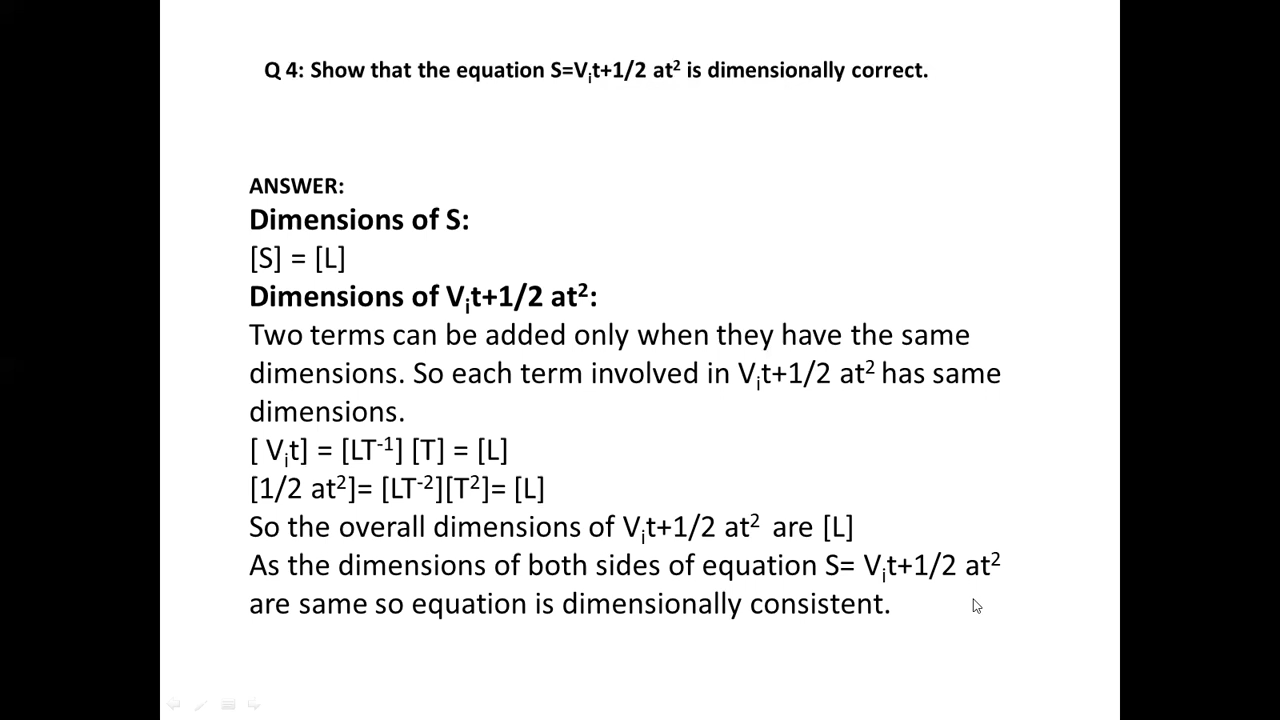 Q 4: Show that the equation S=Vᵢt+1/2 at² is dimensionally correct.
ANSWER:
Dimensions of S:
[S] = [L]
Dimensions of Vᵢt+1/2 at²:
Two terms can be added only when they have the same
dimensions. So each term involved in Vᵢt+1/2 at² has same
dimensions.
[ Vᵢt] = [LT⁻¹] [T] = [L]
[1/2 at²]= [LT⁻²][T²]= [L]
So the overall dimensions of Vᵢt+1/2 at² are [L]
As the dimensions of both sides of equation S= Vᵢt+1/2 at²
are same so equation is dimensionally consistent.